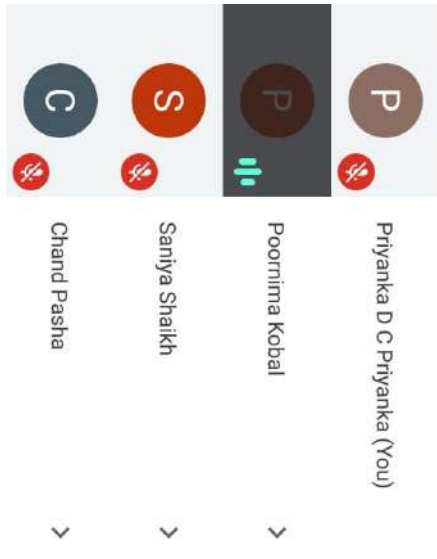 P
Priyanka D C Priyanka (You)
P
Poornima Kobal
S
Saniya Shaikh
C
Chand Pasha